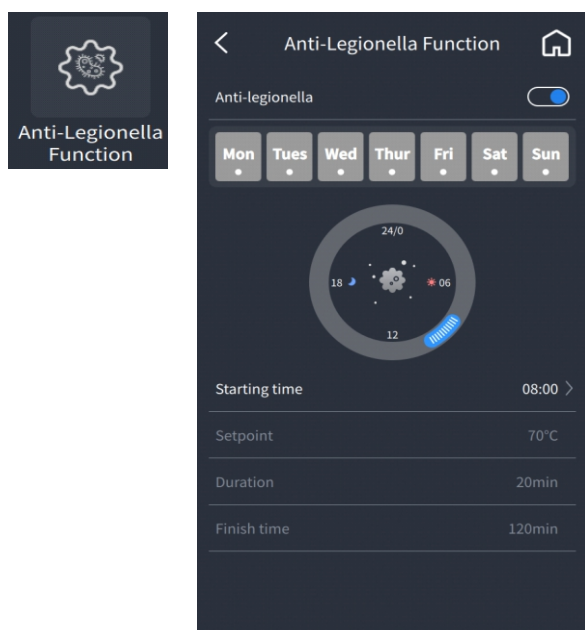 Anti-Legionella
Function
Anti-Legionella Function
Anti-legionella
Mon Tues Wed Thur Fri Sat Sun
24/0
18 06
12
Starting time 08:00
Setpoint 70°C
Duration 20min
Finish time 120min